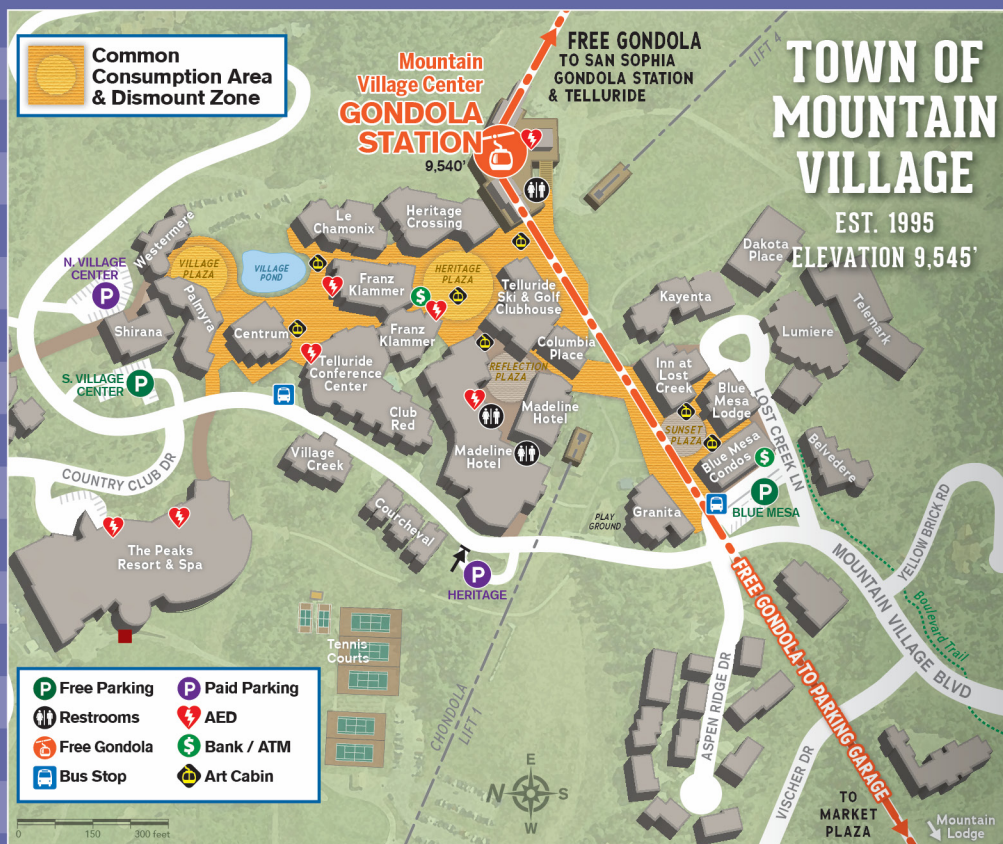 Common
Consumption Area
& Dismount Zone
Mountain
Village Center
GONDOLA
STATION
9,540'
FREE GONDOLA
TO SAN SOPHIA
GONDOLA STATION
& TELLURIDE
LIFT 4
TOWN OF
MOUNTAIN
VILLAGE
EST. 1995
ELEVATION 9,545'
Westermere
N. VILLAGE
CENTER
P
VILLAGE
PLAZA
VILLAGE
POND
Le
Chamonix
Heritage
Crossing
Franz
Klammer
HERITAGE
PLAZA
$
Telluride
Ski & Golf
Clubhouse
Dakota
Place
Kayenta
Telemark
Lumiere
Shirana
Palmyra
Centrum
Franz
Klammer
Columbia
Place
Telluride
Conference
Center
REFLECTION
PLAZA
Inn at
Lost
Creek
Blue
Mesa
Lodge
LOST CREEK LN
S. VILLAGE
CENTER
P
Club
Red
Madeline
Hotel
SUNSET
PLAZA
Blue Mesa
Condos
$
Belvedere
Village
Creek
Madeline
Hotel
COUNTRY CLUB DR
P
BLUE MESA
Courcheval
PLAY
GROUND
Granita
YELLOW BRICK RD
The Peaks
Resort & Spa
P
HERITAGE
MOUNTAIN VILLAGE BLVD
Boulevard Trail
FREE GONDOLA TO PARKING GARAGE
Tennis
Courts
CHONDOLA
LIFT 1
ASPEN RIDGE DR
VISCHER DR
P Free Parking
P Paid Parking
Restrooms
AED
Free Gondola
$ Bank / ATM
Bus Stop
Art Cabin
E
N
S
W
0 150 300 feet
TO
MARKET
PLAZA
Mountain
Lodge